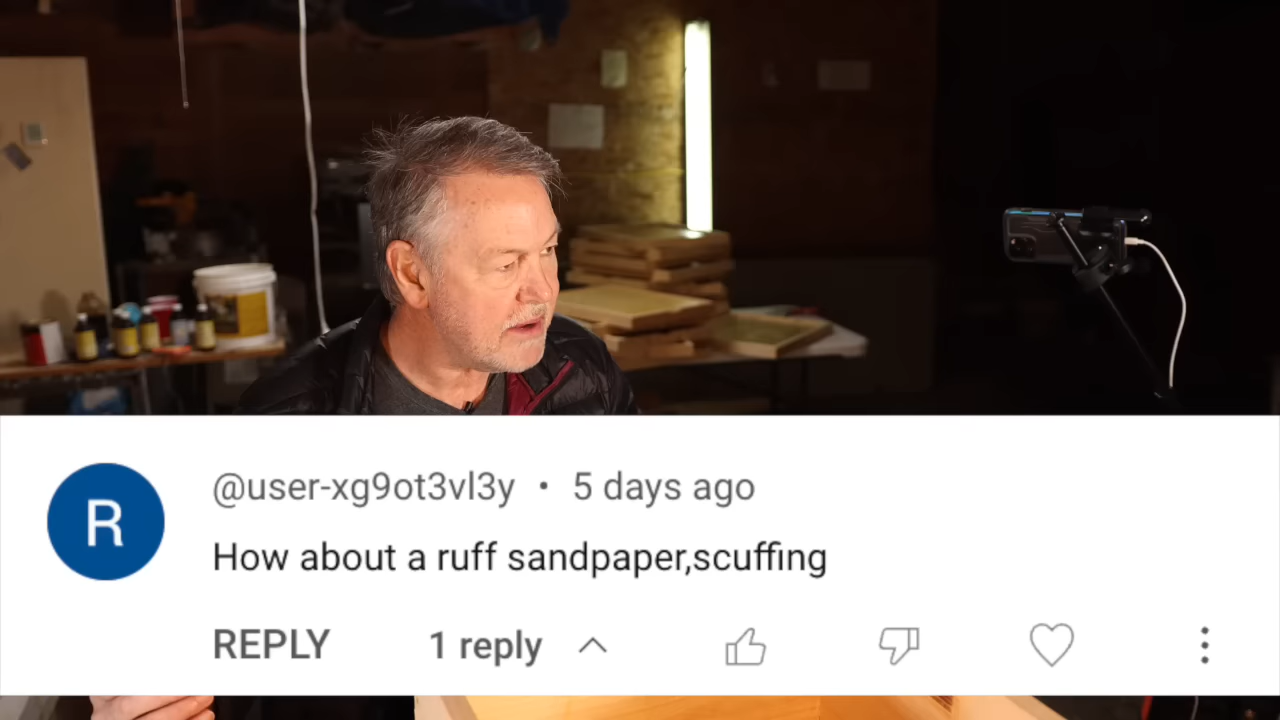 R
@user-xg9ot3vl3y • 5 days ago
How about a ruff sandpaper,scuffing
REPLY 1 reply